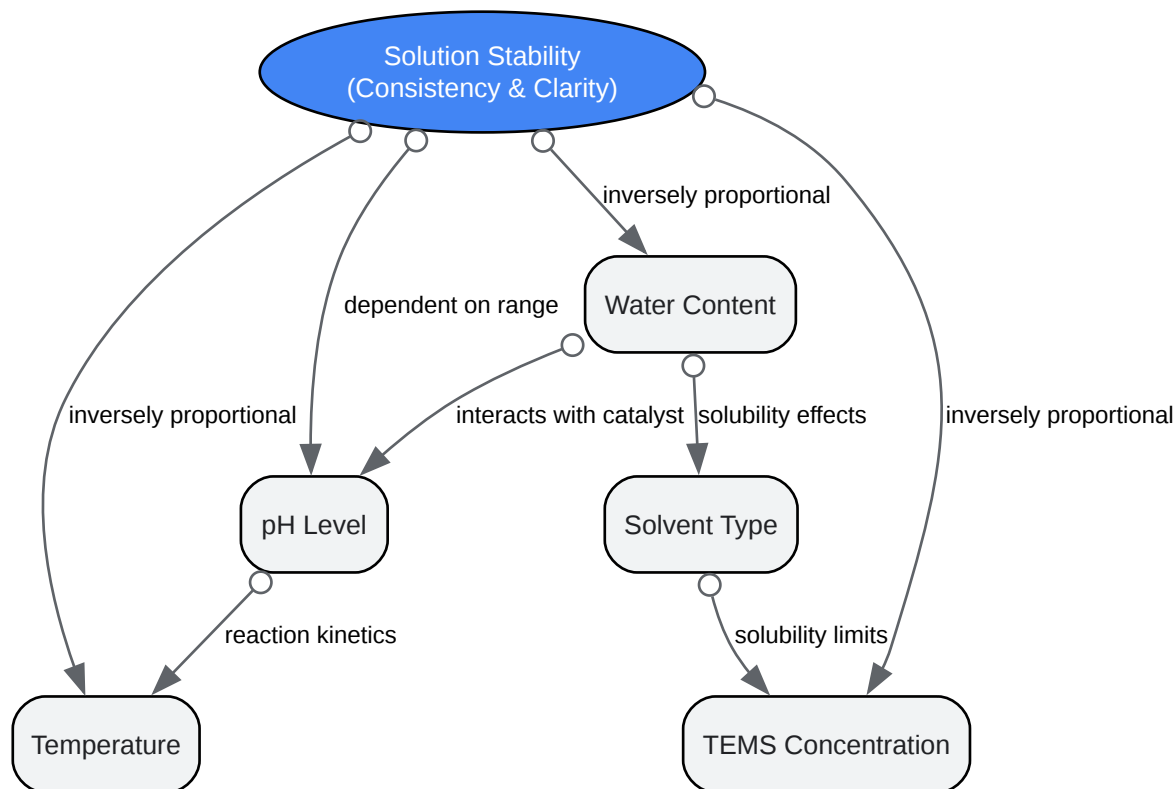 Solution Stability
(Consistency & Clarity)
inversely proportional
Water Content
dependent on range
inversely proportional
interacts with catalyst
solubility effects
inversely proportional
pH Level
Solvent Type
reaction kinetics
solubility limits
Temperature
TEMS Concentration